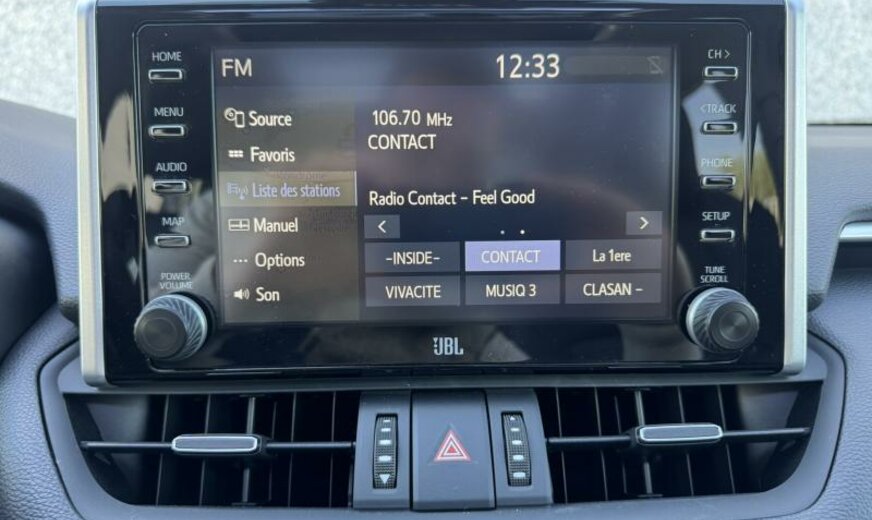 HOME
MENU
AUDIO
MAP
POWER
VOLUME
FM
12:33
Source
Favoris
Liste des stations
Manuel
Options
Son
106.70 MHz
CONTACT
Radio Contact - Feel Good
< >
-INSIDE- CONTACT La 1ere
VIVACITE MUSIQ 3 CLASAN -
CH >
< TRACK
PHONE
SETUP
TUNE
SCROLL
JBL